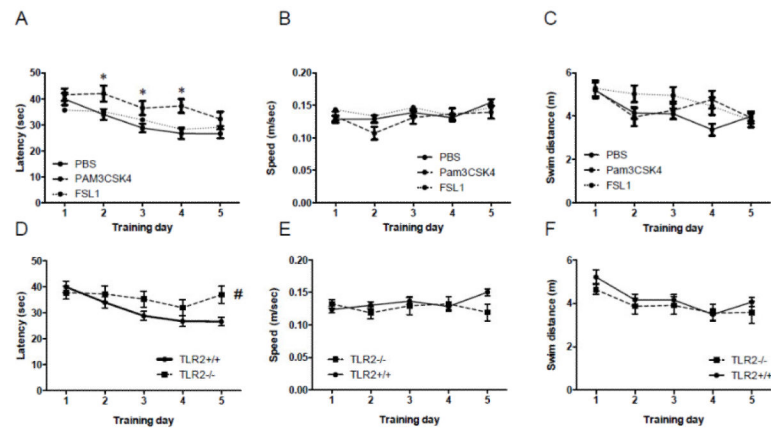 A
B
C
Latency (sec)
50
40
30
20
10
0
* * *
PBS
PAM3CSK4
FSL1
1 2 3 4 5
Training day
Speed (m/sec)
0.20
0.15
0.10
0.05
0.00
PBS
Pam3CSK4
FSL1
1 2 3 4 5
Training day
Swim distance (m)
6
4
2
0
PBS
Pam3CSK4
FSL1
1 2 3 4 5
Training day
D
E
F
Latency (sec)
50
40
30
20
10
0
#
TLR2+/+
TLR2-/-
1 2 3 4 5
Training day
Speed (m/sec)
0.20
0.15
0.10
0.05
0.00
TLR2-/-
TLR2+/+
1 2 3 4 5
Training day
Swim distance (m)
6
4
2
0
TLR2-/-
TLR2+/+
1 2 3 4 5
Training day